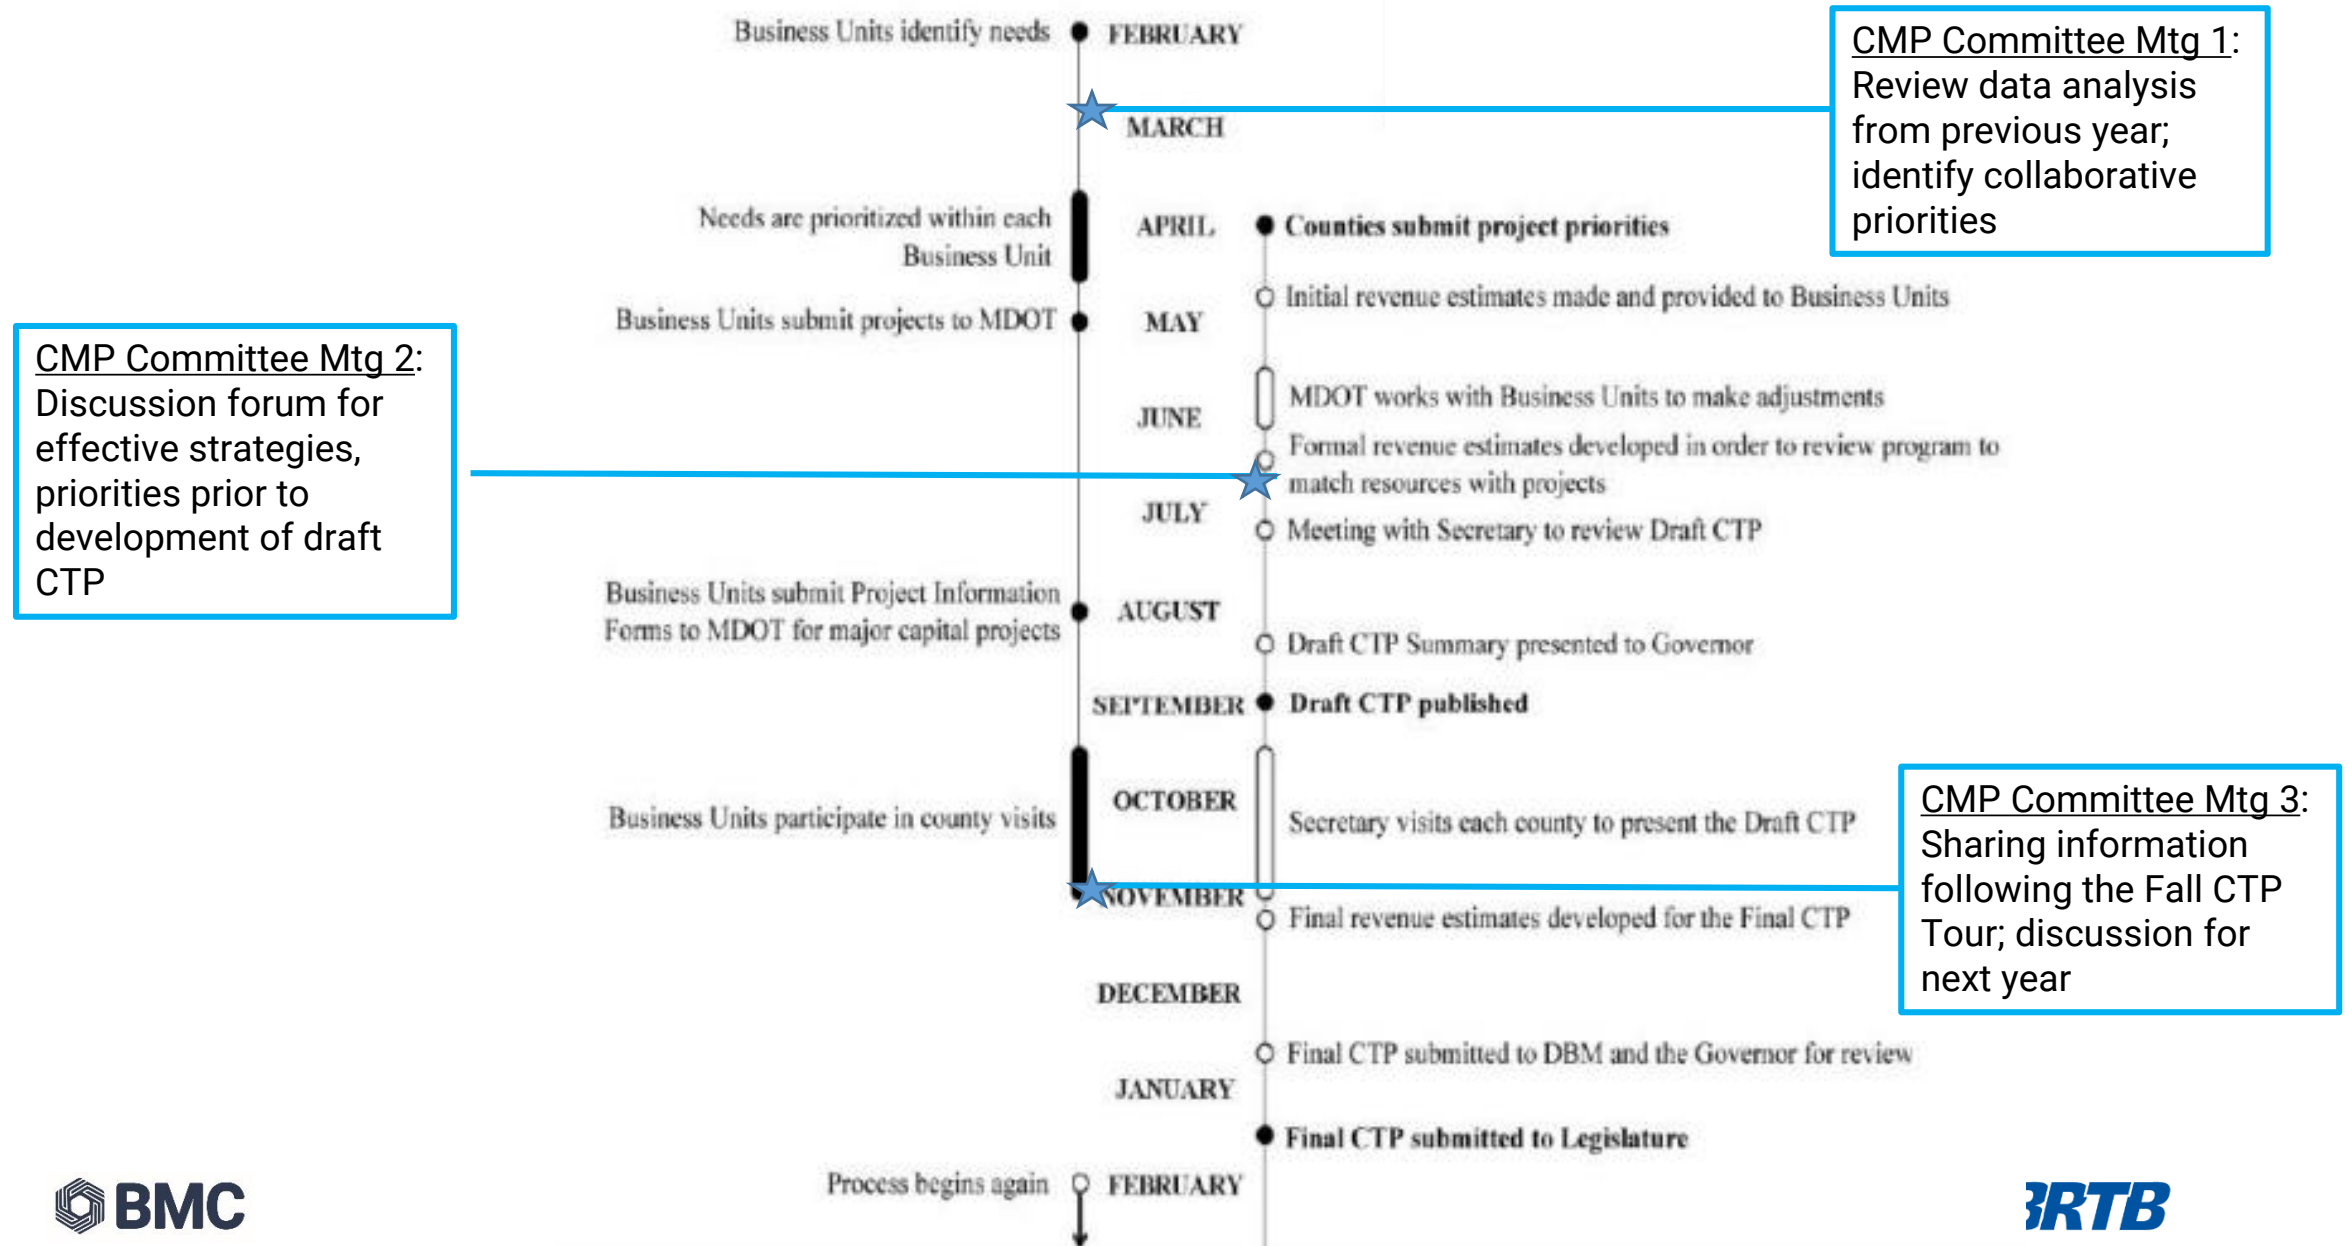 Business Units identify needs
FEBRUARY
CMP Committee Mtg 1:
Review data analysis
from previous year;
identify collaborative
priorities
MARCH
Needs are prioritized within each
Business Unit
APRIL
Counties submit project priorities
Initial revenue estimates made and provided to Business Units
Business Units submit projects to MDOT
MAY
CMP Committee Mtg 2:
Discussion forum for
effective strategies,
priorities prior to
development of draft
CTP
MDOT works with Business Units to make adjustments
JUNE
Formal revenue estimates developed in order to review program to
match resources with projects
JULY
Meeting with Secretary to review Draft CTP
Business Units submit Project Information
Forms to MDOT for major capital projects
AUGUST
Draft CTP Summary presented to Governor
SEPTEMBER
Draft CTP published
OCTOBER
Business Units participate in county visits
Secretary visits each county to present the Draft CTP
CMP Committee Mtg 3:
Sharing information
following the Fall CTP
Tour; discussion for
next year
NOVEMBER
Final revenue estimates developed for the Final CTP
DECEMBER
Final CTP submitted to DBM and the Governor for review
JANUARY
Final CTP submitted to Legislature
Process begins again
FEBRUARY
BMC
BRTB